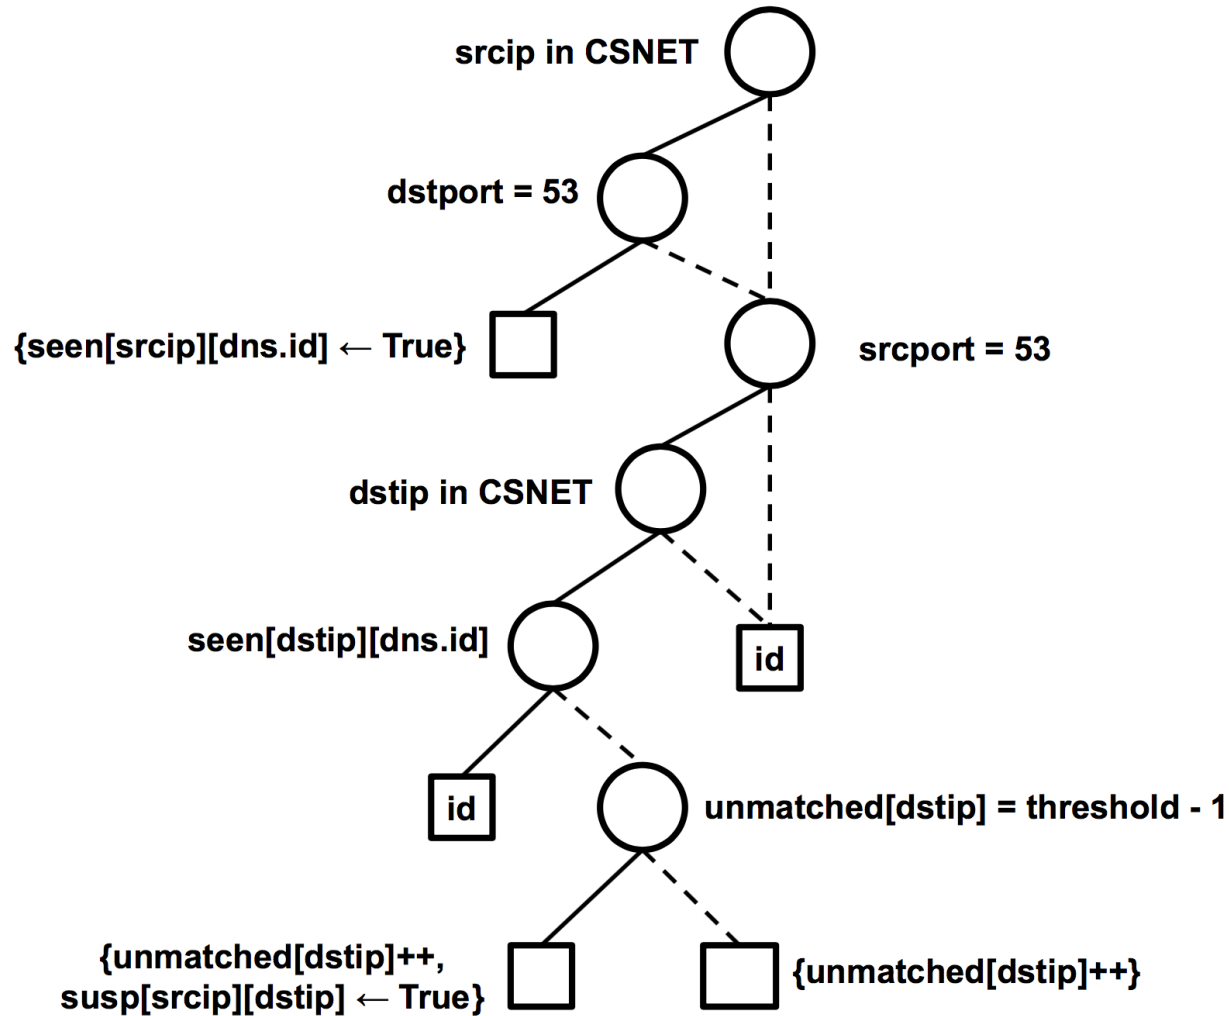 srcip in CSNET
dstport = 53
{seen[srcip][dns.id] ← True}
srcport = 53
dstip in CSNET
seen[dstip][dns.id]
id
id
unmatched[dstip] = threshold - 1
{unmatched[dstip]++,
susp[srcip][dstip] ← True}
{unmatched[dstip]++}